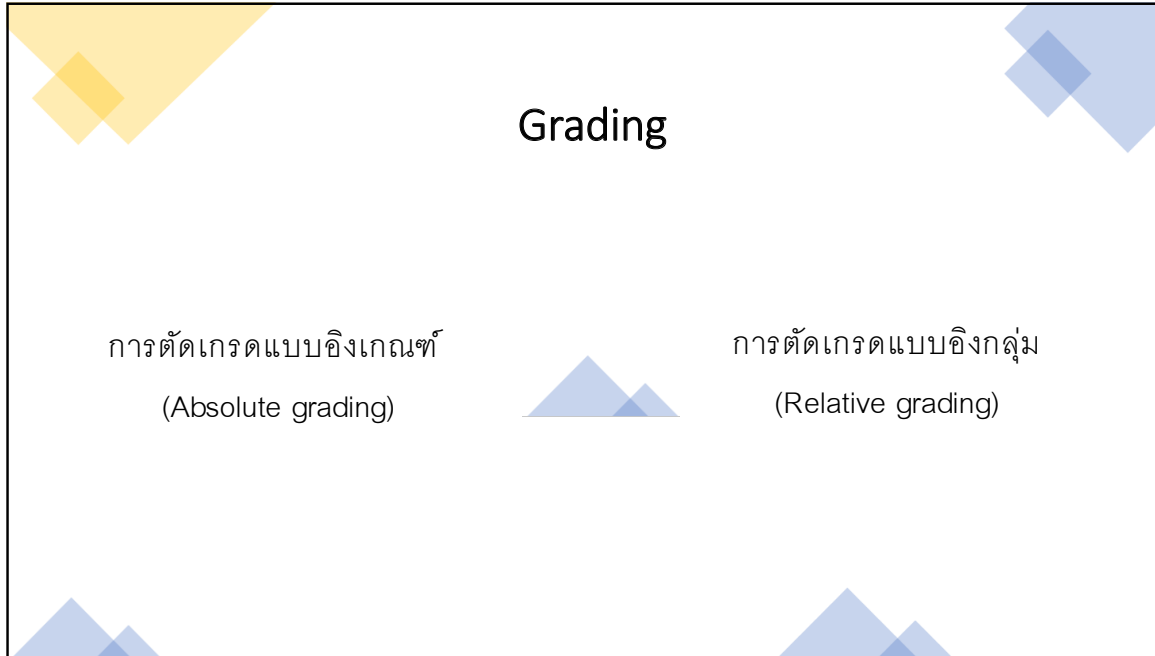 Grading
การตัดเกรดแบบอิงเกณฑ์
(Absolute grading)
การตัดเกรดแบบอิงกลุ่ม
(Relative grading)